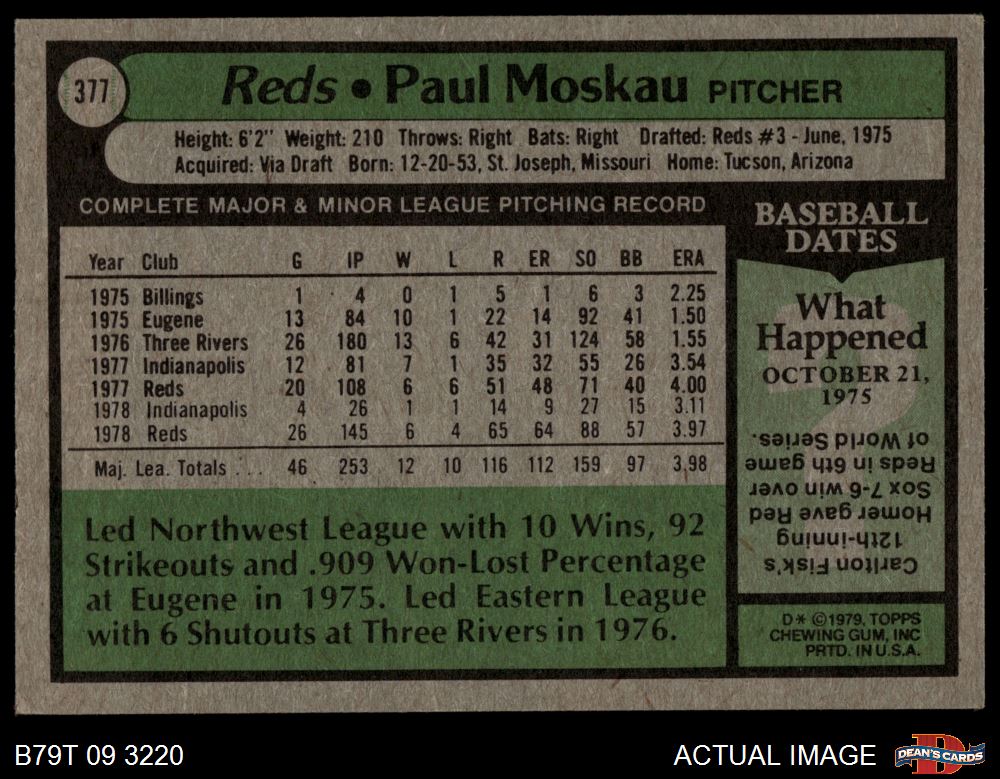 377
Reds • Paul Moskau PITCHER
Height: 6'2" Weight: 210 Throws: Right Bats: Right Drafted: Reds #3 - June, 1975
Acquired: Via Draft Born: 12-20-53, St. Joseph, Missouri Home: Tucson, Arizona
COMPLETE MAJOR & MINOR LEAGUE PITCHING RECORD
Year Club G IP W L R ER SO BB ERA
1975 Billings 1 4 0 1 5 1 6 3 2.25
1975 Eugene 13 84 10 1 22 14 92 41 1.50
1976 Three Rivers 26 180 13 6 42 31 124 58 1.55
1977 Indianapolis 12 81 7 1 35 32 55 26 3.54
1977 Reds 20 108 6 6 51 48 71 40 4.00
1978 Indianapolis 4 26 1 1 14 9 27 15 3.11
1978 Reds 26 145 6 4 65 64 88 57 3.97
Maj. Lea. Totals . . . 46 253 12 10 116 112 159 97 3.98
Led Northwest League with 10 Wins, 92
Strikeouts and .909 Won-Lost Percentage
at Eugene in 1975. Led Eastern League
with 6 Shutouts at Three Rivers in 1976.
BASEBALL
DATES
What
Happened
OCTOBER 21,
1975
Carlton Fisk's
12th-inning
Homer gave Red
Sox 7-6 win over
Reds in 6th game
of World Series.
D* ©1979, TOPPS
CHEWING GUM, INC
PRTD. IN U.S.A.
B79T 09 3220
ACTUAL IMAGE
DEAN'S CARDS